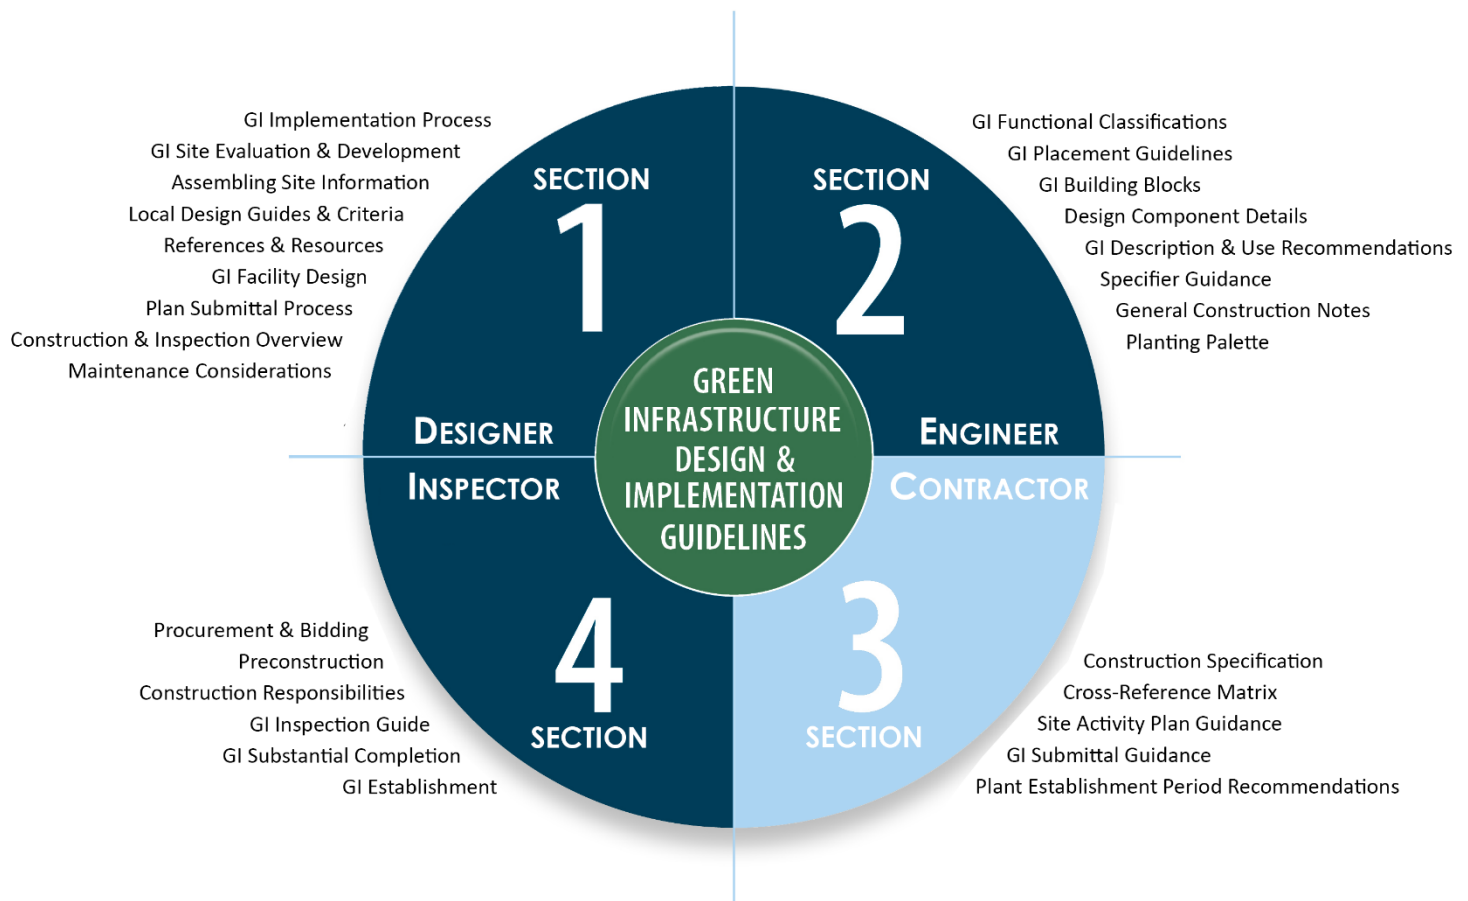 GI Implementation Process
GI Site Evaluation & Development
Assembling Site Information
Local Design Guides & Criteria
References & Resources
GI Facility Design
Plan Submittal Process
Construction & Inspection Overview
Maintenance Considerations
SECTION
1
DESIGNER
SECTION
2
ENGINEER
GI Functional Classifications
GI Placement Guidelines
GI Building Blocks
Design Component Details
GI Description & Use Recommendations
Specifier Guidance
General Construction Notes
Planting Palette
GREEN
INFRASTRUCTURE
DESIGN &
IMPLEMENTATION
GUIDELINES
INSPECTOR
4
SECTION
Procurement & Bidding
Preconstruction
Construction Responsibilities
GI Inspection Guide
GI Substantial Completion
GI Establishment
CONTRACTOR
3
SECTION
Construction Specification
Cross-Reference Matrix
Site Activity Plan Guidance
GI Submittal Guidance
Plant Establishment Period Recommendations